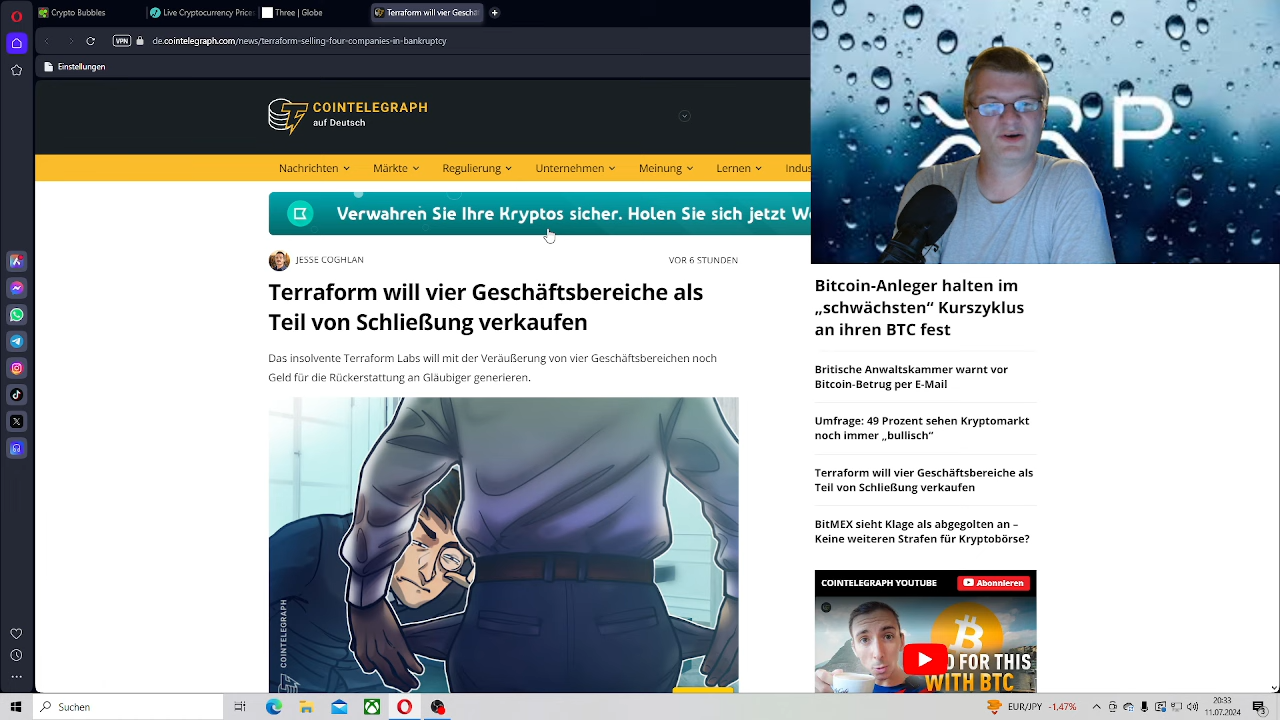 Crypto Bubbles
Live Cryptocurrency Price
Three | Globe
Terraform will vier Geschäft
VPN
de.cointelegraph.com/news/terraform-selling-four-companies-in-bankruptcy
Einstellungen
COINTELEGRAPH
auf Deutsch
Nachrichten
Märkte
Regulierung
Unternehmen
Meinung
Lernen
Indus
Verwahren Sie Ihre Kryptos sicher. Holen Sie sich jetzt W
JESSE COGHLAN
VOR 6 STUNDEN
Terraform will vier Geschäftsbereiche als
Teil von Schließung verkaufen
Das insolvente Terraform Labs will mit der Veräußerung von vier Geschäftsbereichen noch
Geld für die Rückerstattung an Gläubiger generieren.
COINTELEGRAPH
XRP
Bitcoin-Anleger halten im
„schwächsten“ Kurszyklus
an ihren BTC fest
Britische Anwaltskammer warnt vor
Bitcoin-Betrug per E-Mail
Umfrage: 49 Prozent sehen Kryptomarkt
noch immer „bullisch“
Terraform will vier Geschäftsbereiche als
Teil von Schließung verkaufen
BitMEX sieht Klage als abgegolten an –
Keine weiteren Strafen für Kryptobörse?
COINTELEGRAPH YOUTUBE
Abonnieren
O FOR THIS
WITH BTC
Suchen
EUR/JPY -1.47%
20:33
11.07.2024